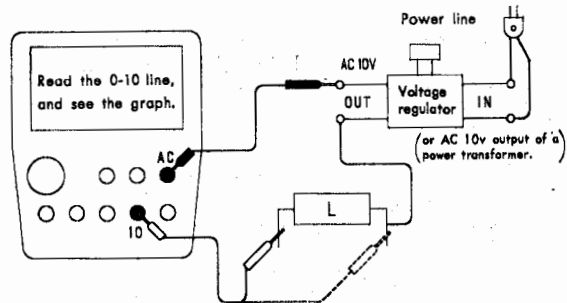 Power line
Read the 0-10 line,
and see the graph.
AC 10V
OUT
Voltage
regulator
IN
(or AC 10v output of a
power transformer.)
AC
L
10